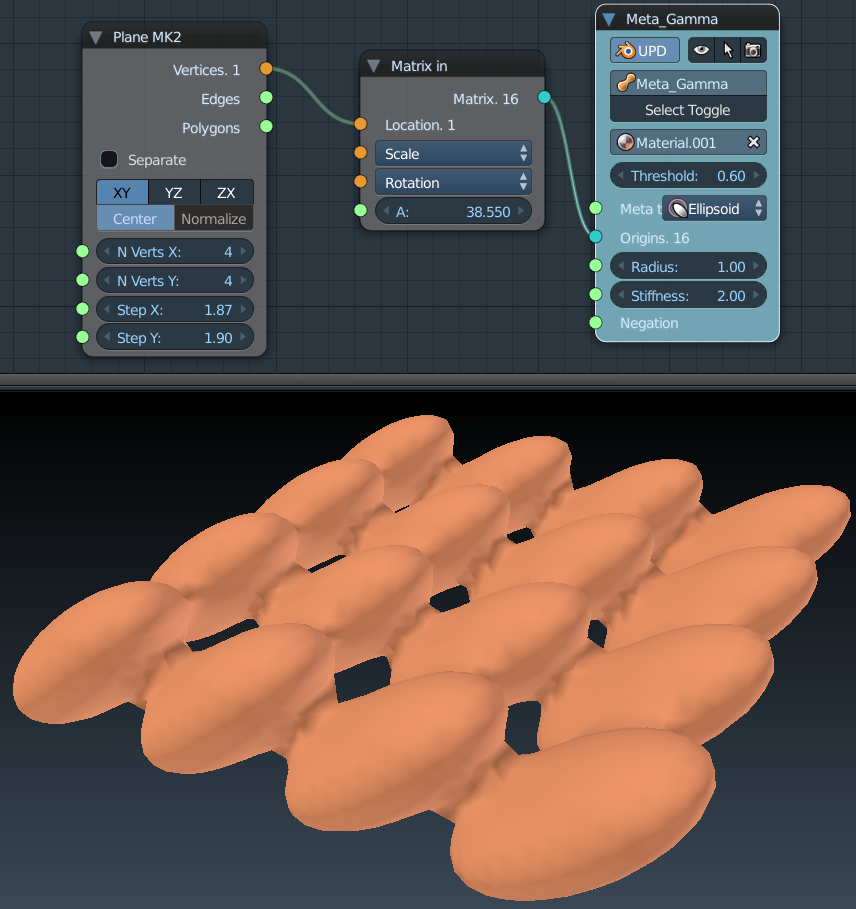 Plane MK2
Vertices. 1
Edges
Polygons
Separate
XY YZ ZX
Center Normalize
N Verts X: 4
N Verts Y: 4
Step X: 1.87
Step Y: 1.90
Matrix in
Matrix. 16
Location. 1
Scale
Rotation
A: 38.550
Meta_Gamma
UPD
Meta_Gamma
Select Toggle
Material.001
Threshold: 0.60
Meta t Ellipsoid
Origins. 16
Radius: 1.00
Stiffness: 2.00
Negation